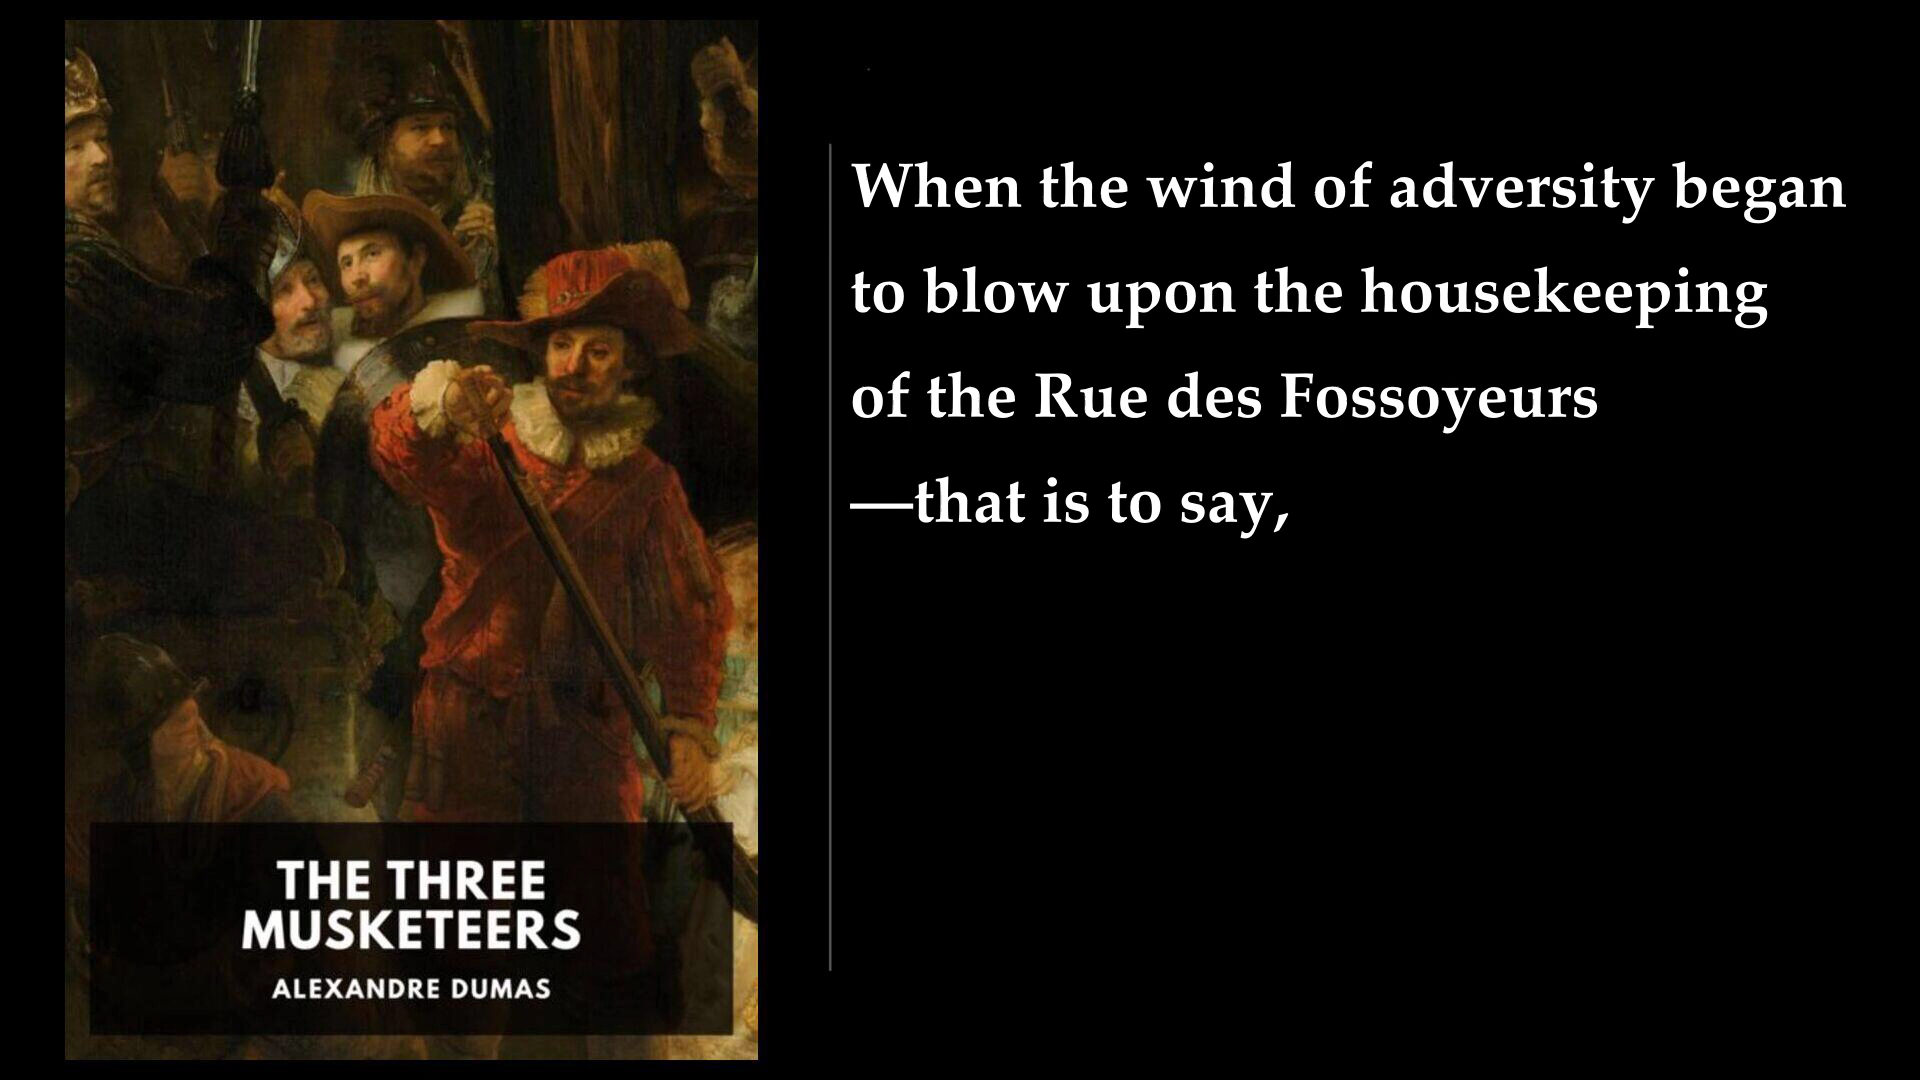 THE THREE
MUSKETEERS
ALEXANDRE DUMAS
When the wind of adversity began
to blow upon the housekeeping
of the Rue des Fossoyeurs
—that is to say,